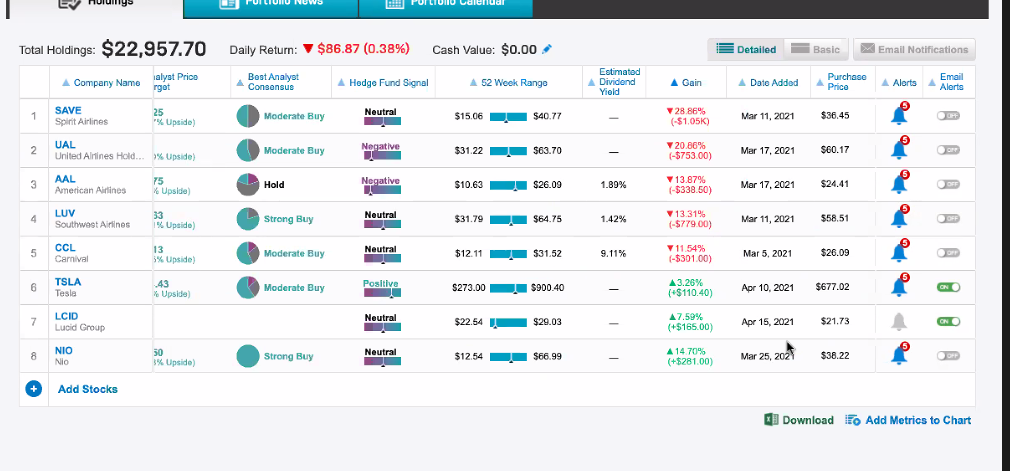 Holdings
Portfolio News
Portfolio Calendar
Total Holdings: $22,957.70 Daily Return: ▼ $86.87 (0.38%) Cash Value: $0.00
Detailed Basic Email Notifications
Company Name
alyst Price
rget
Best Analyst
Consensus
Hedge Fund Signal
52 Week Range
Estimated
Dividend
Yield
Gain
Date Added
Purchase
Price
Alerts
Email
Alerts
1 SAVE 25 Moderate Buy Neutral $15.06 $40.77 — ▼28.86% Mar 11, 2021 $36.45 5 OFF
Spirit Airlines % Upside) (-$1.05K)
2 UAL Moderate Buy Negative $31.22 $63.70 — ▼20.86% Mar 17, 2021 $60.17 5 OFF
United Airlines Hold... % Upside) (-$753.00)
3 AAL 75 Hold Negative $10.63 $26.09 1.89% ▼13.87% Mar 17, 2021 $24.41 5 OFF
American Airlines % Upside) (-$338.50)
4 LUV 63 Strong Buy Neutral $31.79 $64.75 1.42% ▼13.31% Mar 11, 2021 $58.51 5 OFF
Southwest Airlines % Upside) (-$779.00)
5 CCL 13 Moderate Buy Neutral $12.11 $31.52 9.11% ▼11.54% Mar 5, 2021 $26.09 5 OFF
Carnival % Upside) (-$301.00)
6 TSLA .43 Moderate Buy Positive $273.00 $900.40 — ▲3.26% Apr 10, 2021 $677.02 5 ON
Tesla % Upside) (+$110.40)
7 LCID Neutral $22.54 $29.03 — ▲7.59% Apr 15, 2021 $21.73 ON
Lucid Group (+$165.00)
8 NIO 50 Strong Buy Neutral $12.54 $66.99 — ▲14.70% Mar 25, 2021 $38.22 5 OFF
Nio % Upside) (+$281.00)
+ Add Stocks
Download Add Metrics to Chart